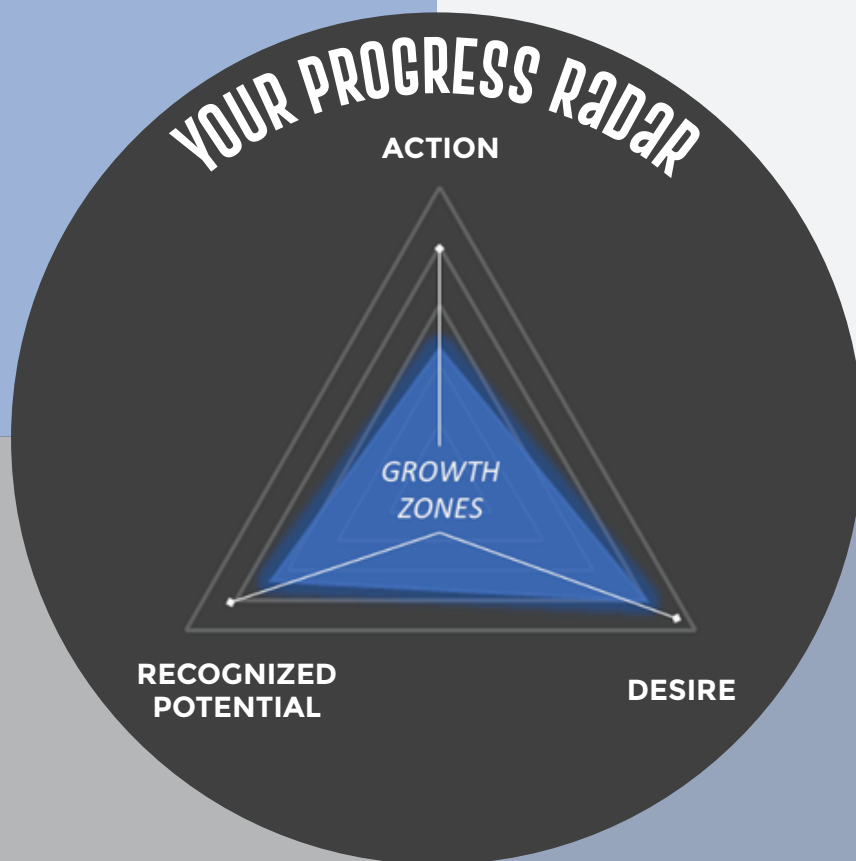 YOUR PROGRESS RaDaR
ACTION
GROWTH
ZONES
RECOGNIZED
POTENTIAL
DESIRE